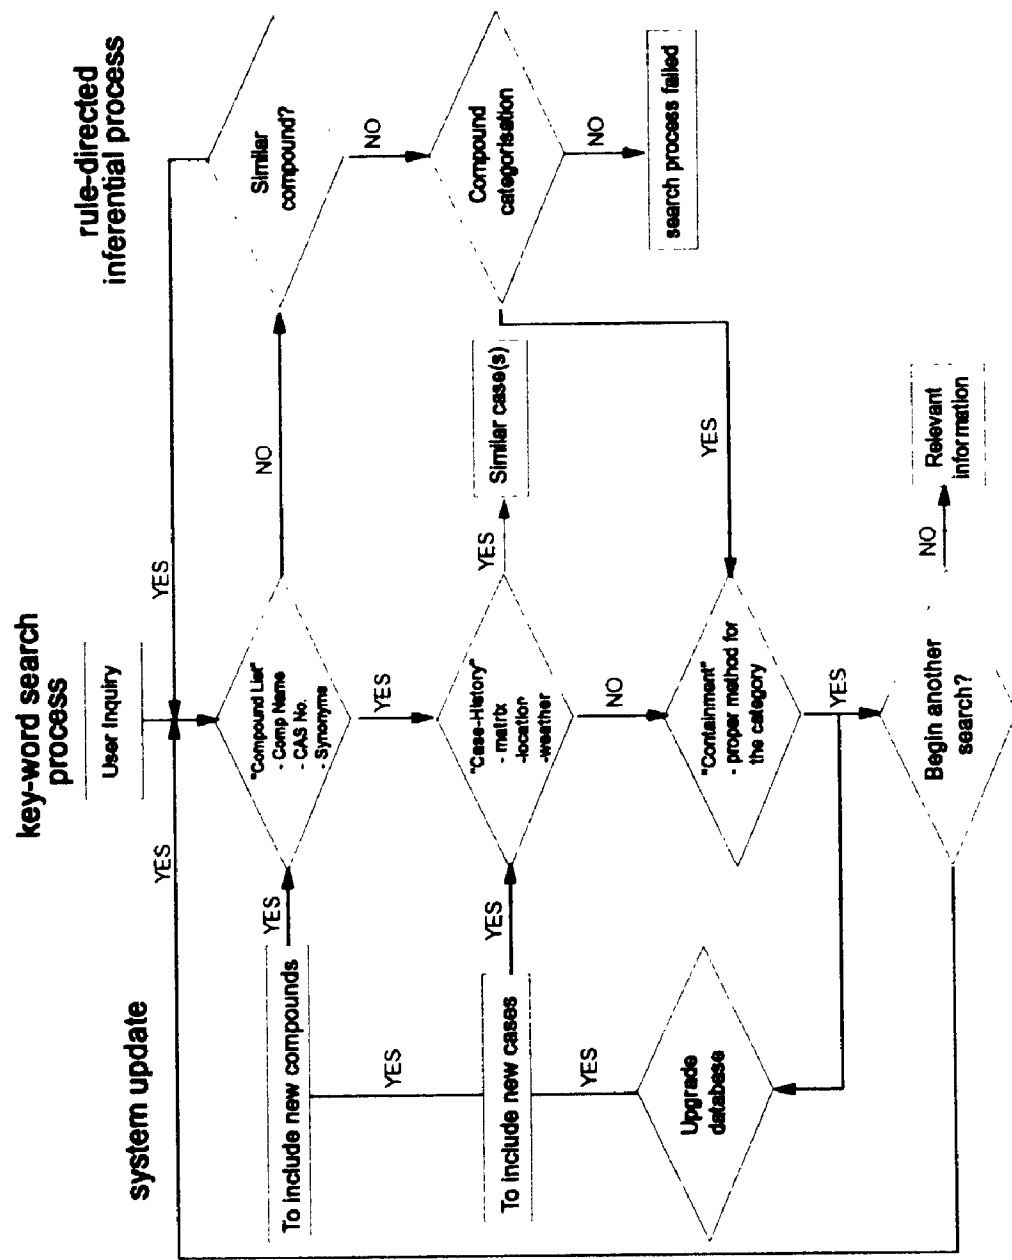 system update
key-word search
process
rule-directed
inferential process
User Inquiry
YES
YES
"Compound List"
- Comp Name
- CAS No.
- Synonyms
NO
Similar
compound?
YES
To include new compounds
YES
NO
Compound
categorisation
"Case-History"
- matrix
-location
-weather
YES
Similar case(s)
YES
To include new cases
YES
NO
NO
search process failed
YES
Upgrade
database
"Containment"
- proper method for
the category
YES
YES
Begin another
search?
NO
Relevant
information